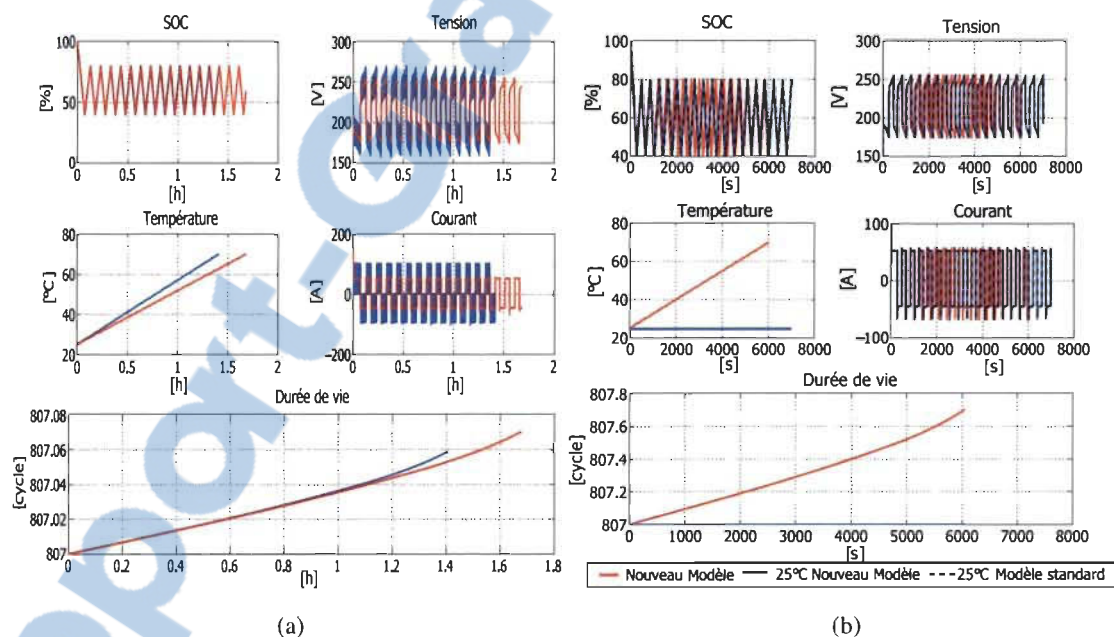 (a)
SOC
100
50
0
[%]
0 0.5 1 1.5 2
[h]
Tension
300
250
200
150
[V]
0 0.5 1 1.5 2
[h]
Température
80
60
40
20
[ºC]
0 0.5 1 1.5 2
[h]
Courant
200
0
−200
[A]
0 0.5 1 1.5 2
[h]
Durée de vie
807.08
807.06
807.04
807.02
807
[cycle]
0 0.2 0.4 0.6 0.8 1 1.2 1.4 1.6 1.8
[h]
(b)
SOC
100
80
60
40
[%]
0 2000 4000 6000 8000
[s]
Tension
300
250
200
150
[V]
0 2000 4000 6000 8000
[s]
Température
80
60
40
20
[ºC]
0 2000 4000 6000 8000
[s]
Courant
100
0
−100
[A]
0 2000 4000 6000 8000
[s]
Durée de vie
807.8
807.6
807.4
807.2
807
[cycle]
0 1000 2000 3000 4000 5000 6000 7000 8000
[s]
Nouveau Modèle 25ºC Nouveau Modèle 25ºC Modèle standard